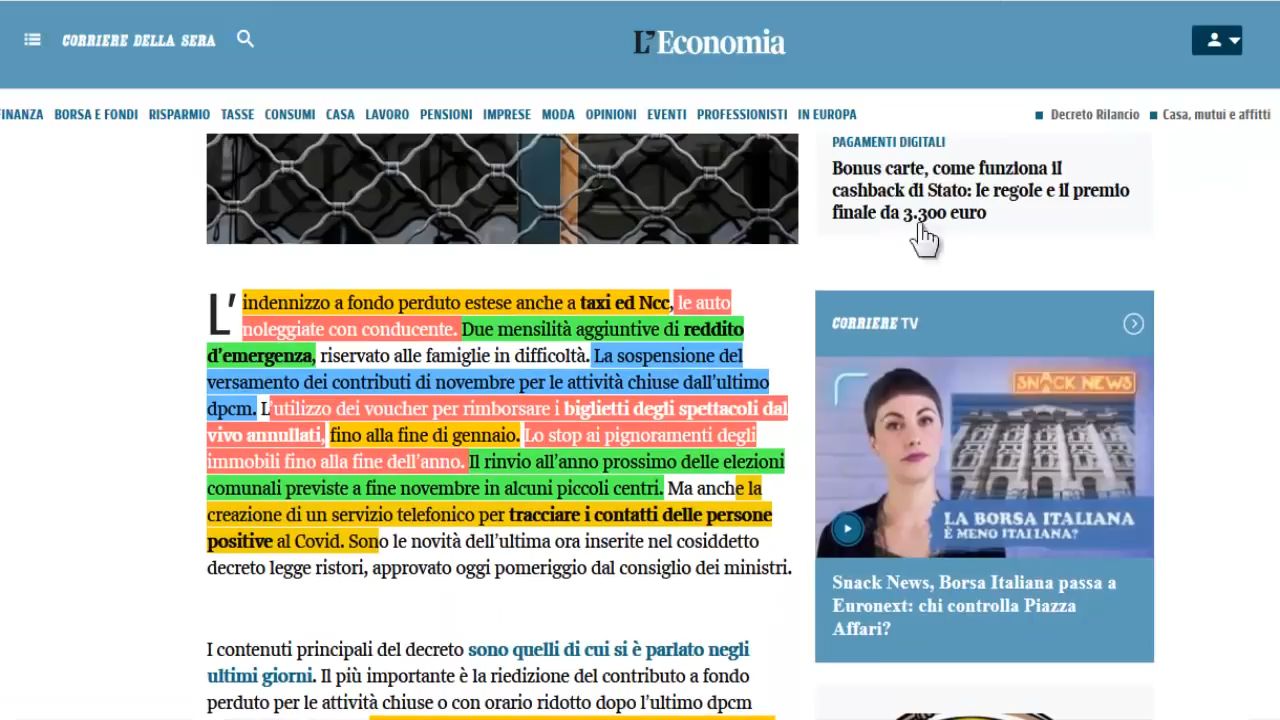 CORRIERE DELLA SERA
L'Economia
FINANZA BORSA E FONDI RISPARMIO TASSE CONSUMI CASA LAVORO PENSIONI IMPRESE MODA OPINIONI EVENTI PROFESSIONISTI IN EUROPA
Decreto Rilancio Casa, mutui e affitti
L'indennizzo a fondo perduto estese anche a taxi ed Ncc, le auto
noleggiate con conducente. Due mensilità aggiuntive di reddito
d'emergenza, riservato alle famiglie in difficoltà. La sospensione del
versamento dei contributi di novembre per le attività chiuse dall'ultimo
dpcm. L'utilizzo dei voucher per rimborsare i biglietti degli spettacoli dal
vivo annullati, fino alla fine di gennaio. Lo stop ai pignoramenti degli
immobili fino alla fine dell'anno. Il rinvio all'anno prossimo delle elezioni
comunali previste a fine novembre in alcuni piccoli centri. Ma anche la
creazione di un servizio telefonico per tracciare i contatti delle persone
positive al Covid. Sono le novità dell'ultima ora inserite nel cosiddetto
decreto legge ristori, approvato oggi pomeriggio dal consiglio dei ministri.
I contenuti principali del decreto sono quelli di cui si è parlato negli
ultimi giorni. Il più importante è la riedizione del contributo a fondo
perduto per le attività chiuse o con orario ridotto dopo l'ultimo dpcm
PAGAMENTI DIGITALI
Bonus carte, come funziona il
cashback di Stato: le regole e il premio
finale da 3.300 euro
CORRIERE TV
SNACK NEWS
LA BORSA ITALIANA
È MENO ITALIANA?
Snack News, Borsa Italiana passa a
Euronext: chi controlla Piazza
Affari?